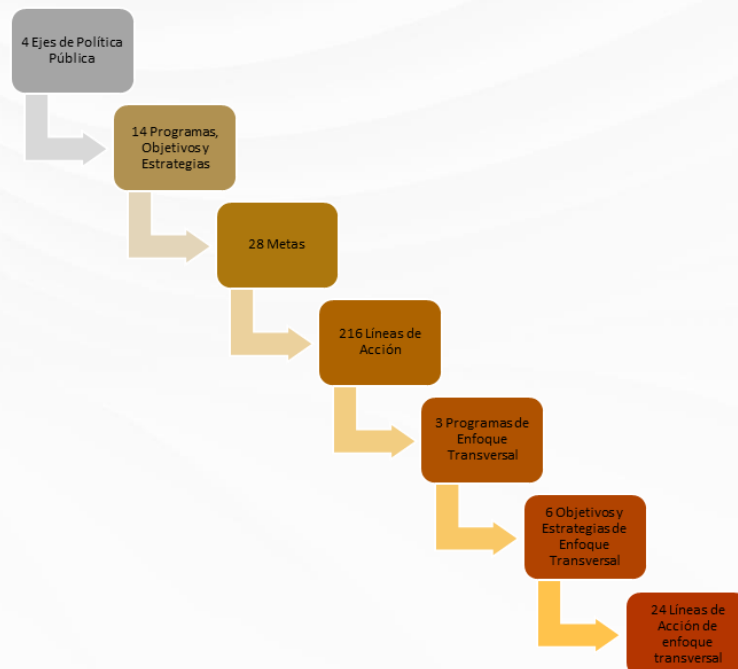 4 Ejes de Política
Pública
14 Programas,
Objetivos y
Estrategias
28 Metas
216 Líneas de
Acción
3 Programas de
Enfoque
Transversal
6 Objetivos y
Estrategias de
Enfoque
Transversal
24 Líneas de
Acción de
enfoque
transversal